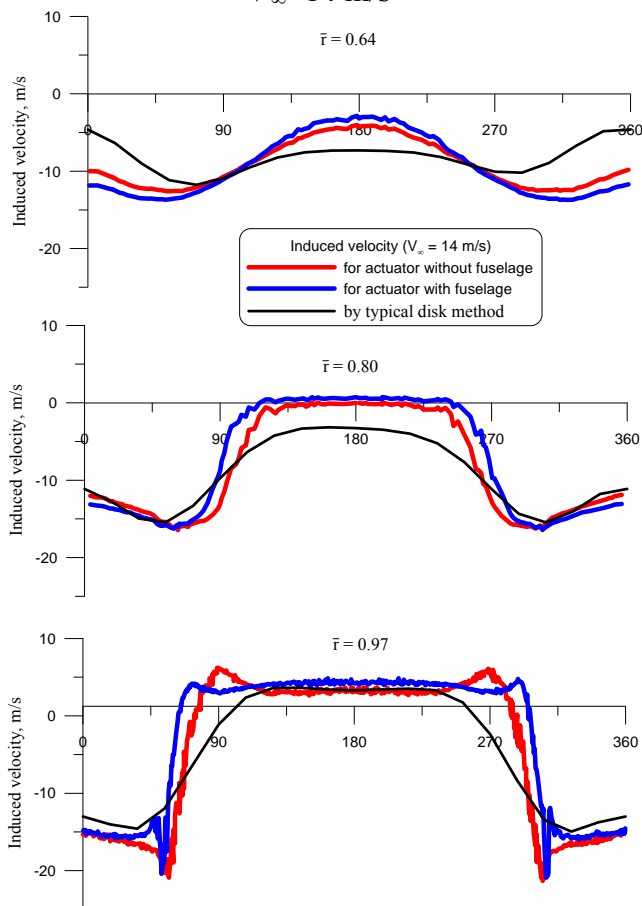 r̄ = 0.64
10
0
-10
-20
Induced velocity, m/s
0
90
180
270
360
Induced velocity (V∞ = 14 m/s)
for actuator without fuselage
for actuator with fuselage
by typical disk method
r̄ = 0.80
10
0
-10
-20
Induced velocity, m/s
0
90
180
270
360
r̄ = 0.97
10
0
-10
-20
Induced velocity, m/s
0
90
180
270
360